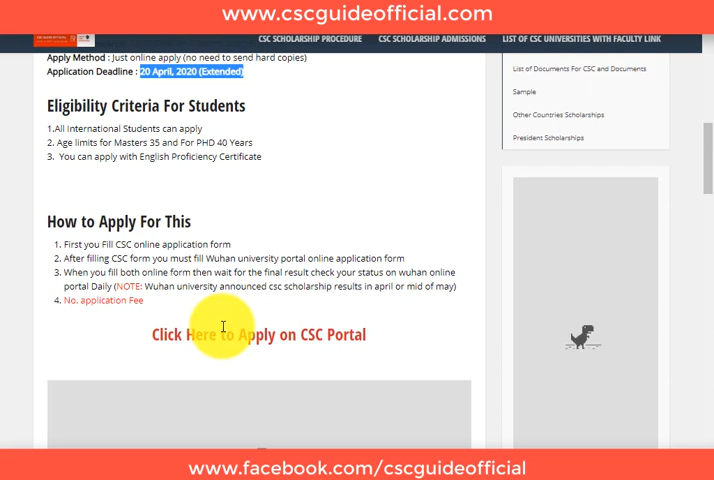 www.cscguideofficial.com
CSC SCHOLARSHIP PROCEDURE CSC SCHOLARSHIP ADMISSIONS LIST OF CSC UNIVERSITIES WITH FACULTY LINK
Apply Method : Just online apply (no need to send hard copies)
Application Deadline : 20 April, 2020 (Extended)
Eligibility Criteria For Students
1.All International Students can apply
2. Age limits for Masters 35 and For PHD 40 Years
3. You can apply with English Proficiency Certificate
How to Apply For This
1. First you Fill CSC online application form
2. After filling CSC form you must fill Wuhan university portal online application form
3. When you fill both online form then wait for the final result check your status on wuhan online
portal Daily (NOTE: Wuhan university announced csc scholarship results in april or mid of may)
4. No. application Fee
Click Here to Apply on CSC Portal
List of Documents For CSC and Documents
Sample
Other Countries Scholarships
President Scholarships
www.facebook.com/cscguideofficial